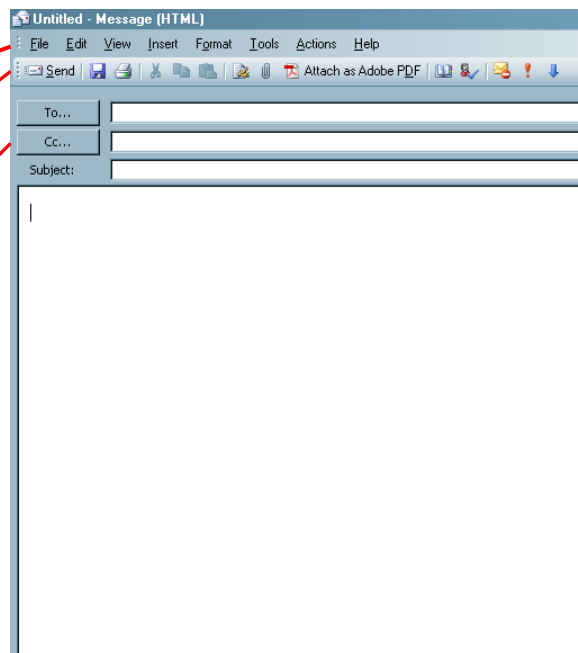 Untitled - Message (HTML)
File Edit View Insert Format Tools Actions Help
Send Attach as Adobe PDF
To...
Cc...
Subject: